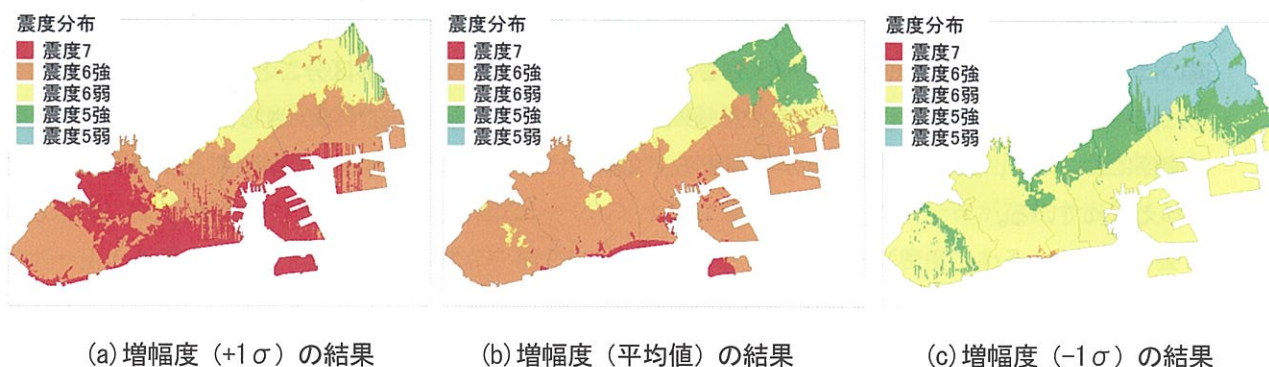 震度分布
震度7
震度6強
震度6弱
震度5強
震度5弱
(a)増幅度（+1σ）の結果
震度分布
震度7
震度6強
震度6弱
震度5強
震度5弱
(b)増幅度（平均値）の結果
震度分布
震度7
震度6強
震度6弱
震度5強
震度5弱
(c)増幅度（-1σ）の結果